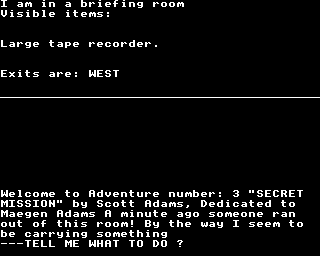 I am in a briefing room
Visible items:
Large tape recorder.
Exits are: WEST
Welcome to Adventure number: 3 "SECRET
MISSION" by Scott Adams, Dedicated to
Maegen Adams A minute ago someone ran
out of this room! By the way I seem to
be carrying something
---TELL ME WHAT TO DO ?